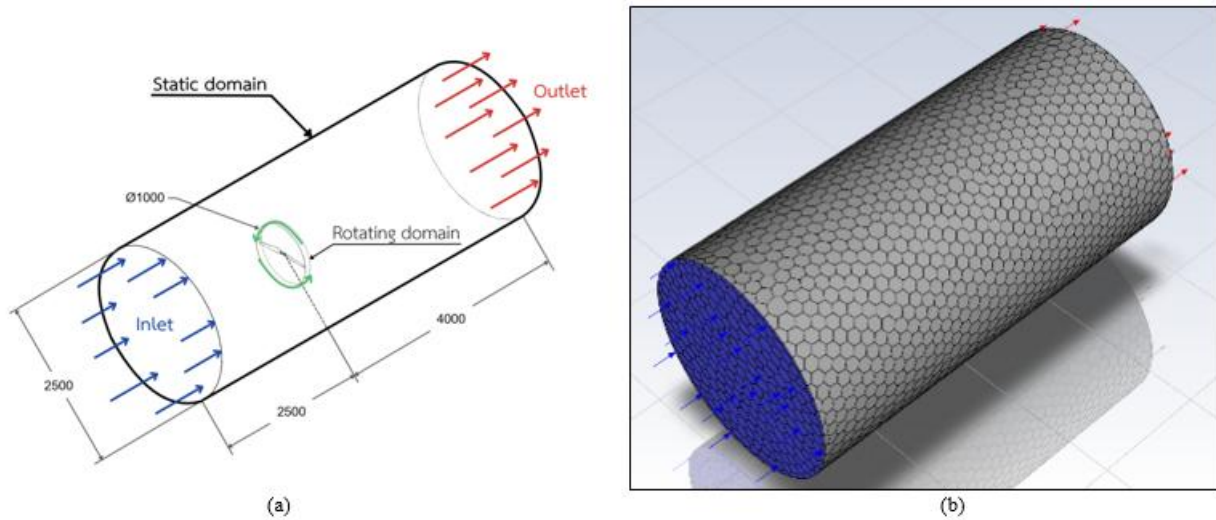 Static domain
Outlet
Ø1000
Rotating domain
Inlet
4000
2500
2500
(a)
(b)